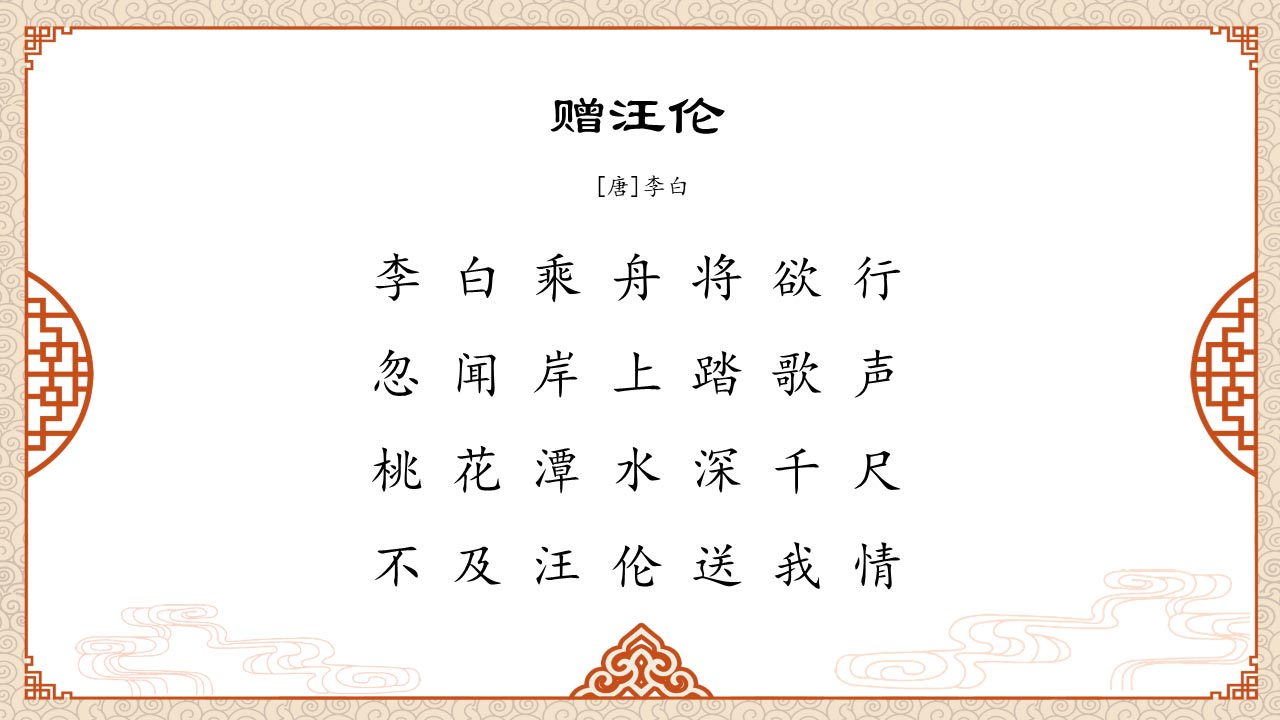 赠汪伦
[唐]李白
李白乘舟将欲行
忽闻岸上踏歌声
桃花潭水深千尺
不及汪伦送我情